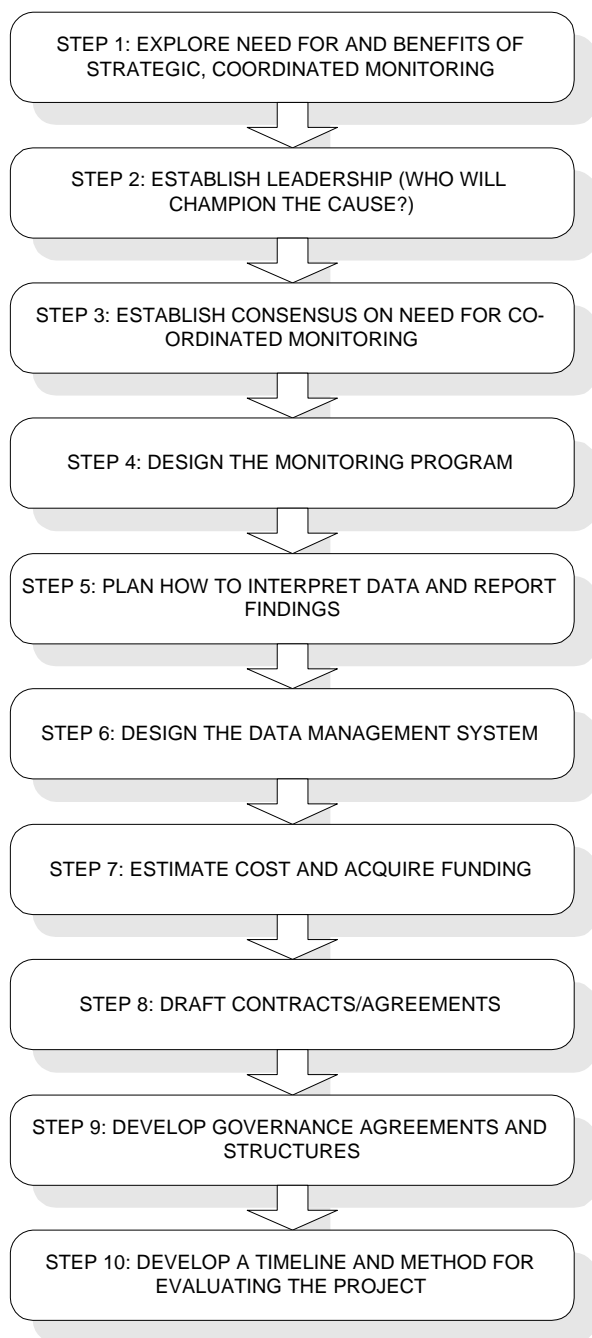 STEP 1: EXPLORE NEED FOR AND BENEFITS OF
STRATEGIC, COORDINATED MONITORING
STEP 2: ESTABLISH LEADERSHIP (WHO WILL
CHAMPION THE CAUSE?)
STEP 3: ESTABLISH CONSENSUS ON NEED FOR CO-
ORDINATED MONITORING
STEP 4: DESIGN THE MONITORING PROGRAM
STEP 5: PLAN HOW TO INTERPRET DATA AND REPORT
FINDINGS
STEP 6: DESIGN THE DATA MANAGEMENT SYSTEM
STEP 7: ESTIMATE COST AND ACQUIRE FUNDING
STEP 8: DRAFT CONTRACTS/AGREEMENTS
STEP 9: DEVELOP GOVERNANCE AGREEMENTS AND
STRUCTURES
STEP 10: DEVELOP A TIMELINE AND METHOD FOR
EVALUATING THE PROJECT